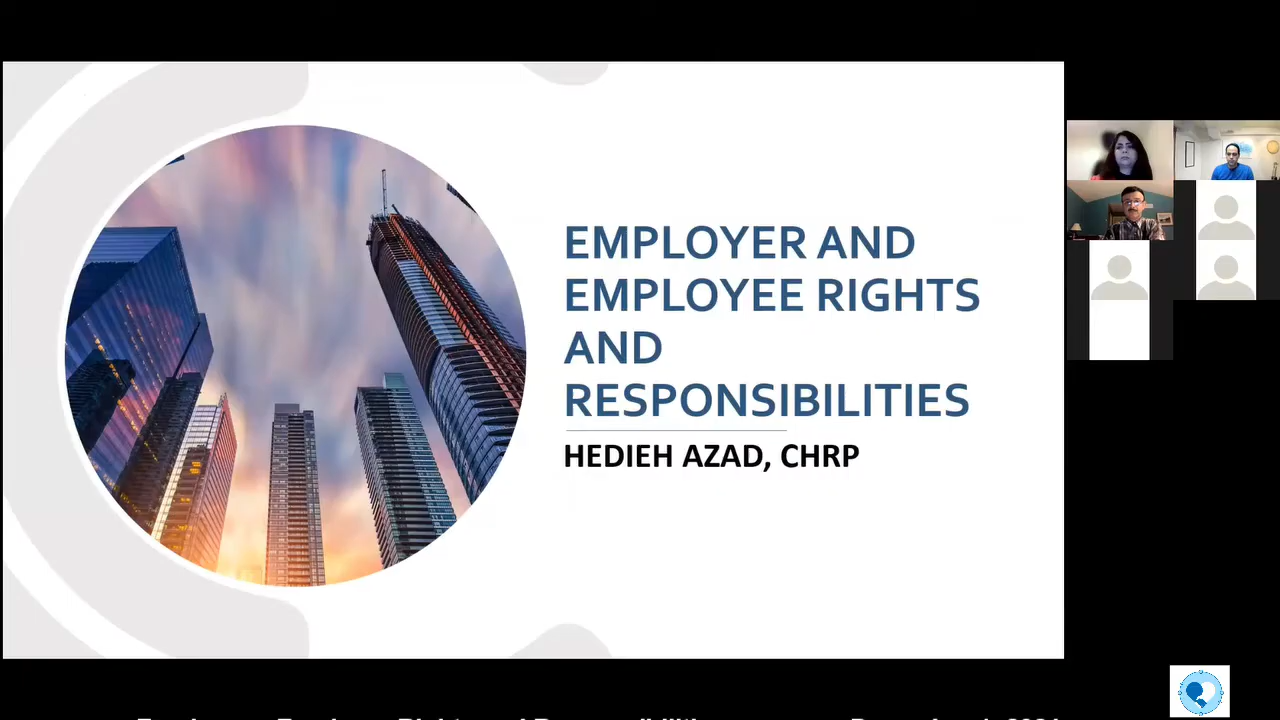 EMPLOYER AND
EMPLOYEE RIGHTS
AND
RESPONSIBILITIES
HEDIEH AZAD, CHRP